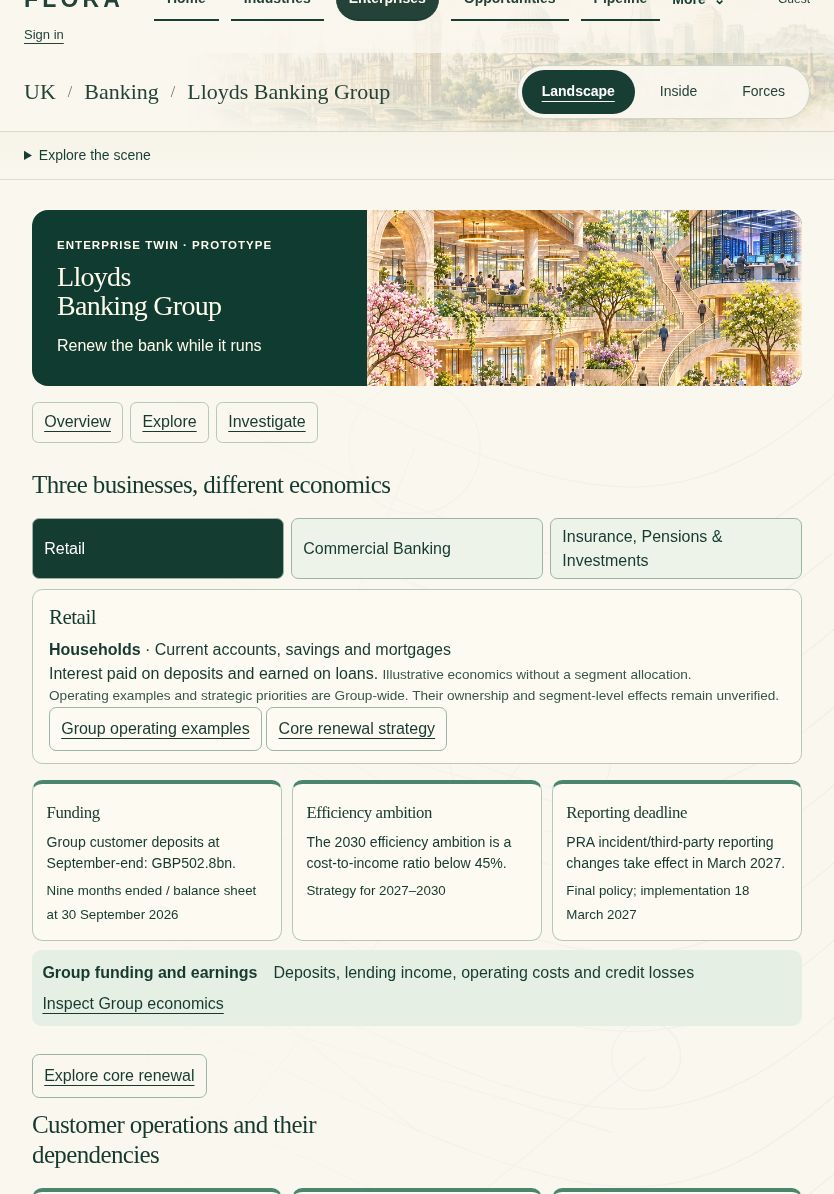 FLORA
Home
Industries
Enterprises
Opportunities
Pipeline
More
Guest
Sign in
UK / Banking / Lloyds Banking Group
Landscape
Inside
Forces
▶ Explore the scene
ENTERPRISE TWIN · PROTOTYPE
Lloyds
Banking Group
Renew the bank while it runs
Overview
Explore
Investigate
Three businesses, different economics
Retail
Commercial Banking
Insurance, Pensions &
Investments
Retail
Households · Current accounts, savings and mortgages
Interest paid on deposits and earned on loans. Illustrative economics without a segment allocation.
Operating examples and strategic priorities are Group-wide. Their ownership and segment-level effects remain unverified.
Group operating examples
Core renewal strategy
Funding
Group customer deposits at
September-end: GBP502.8bn.
Nine months ended / balance sheet
at 30 September 2026
Efficiency ambition
The 2030 efficiency ambition is a
cost-to-income ratio below 45%.
Strategy for 2027–2030
Reporting deadline
PRA incident/third-party reporting
changes take effect in March 2027.
Final policy; implementation 18
March 2027
Group funding and earnings Deposits, lending income, operating costs and credit losses
Inspect Group economics
Explore core renewal
Customer operations and their
dependencies